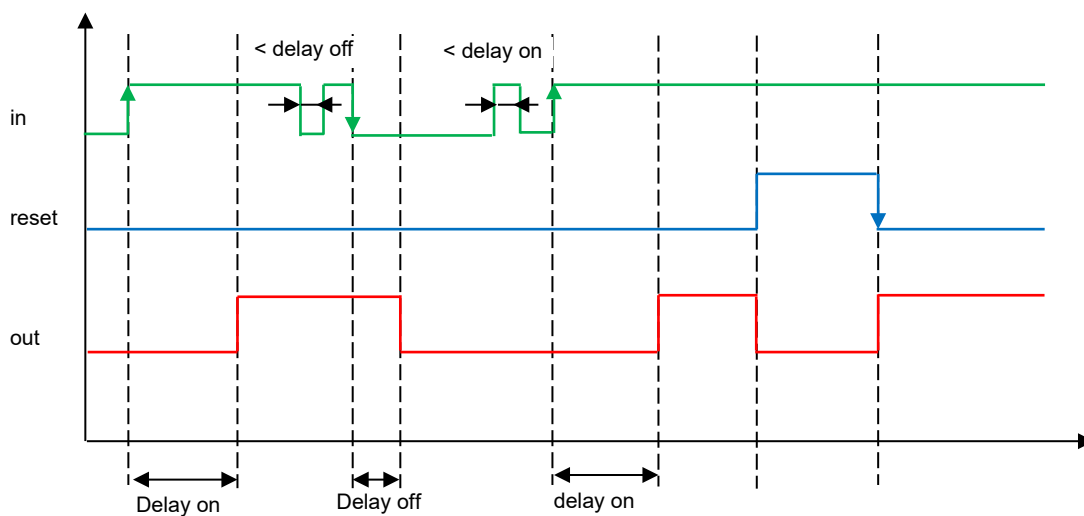 < delay off
< delay on
in
reset
out
Delay on
Delay off
delay on